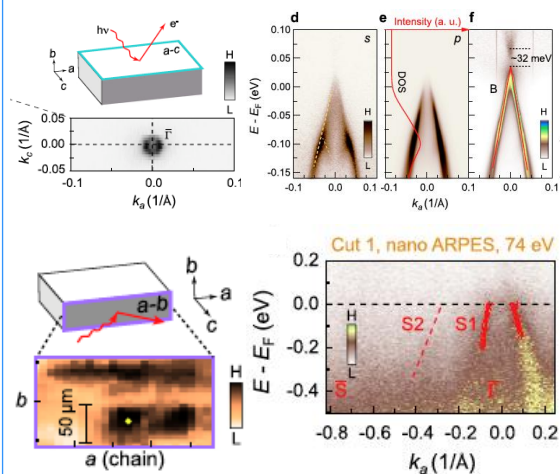 hν
e•
a-c
b
a
c
H
L
0.05
0.00
-0.05
k_c (1/Å)
Γ̄
-0.1
0.0
0.1
k_a (1/Å)
d
e
Intensity (a. u.)
f
0.10
0.05
0.00
-0.05
-0.10
-0.15
E - E_F (eV)
s
p
DOS
~32 meV
B
H
L
H
L
-0.1
0.0
0.1
0.0
0.1
0.0
0.1
k_a (1/Å)
b
a
c
a-b
b
50 μm
H
L
a (chain)
Cut 1, nano ARPES, 74 eV
E - E_F (eV)
0.2
0.0
-0.2
-0.4
H
L
S2
S1
S̄
Γ̄
-0.8
-0.6
-0.4
-0.2
0.0
0.2
k_a (1/Å)